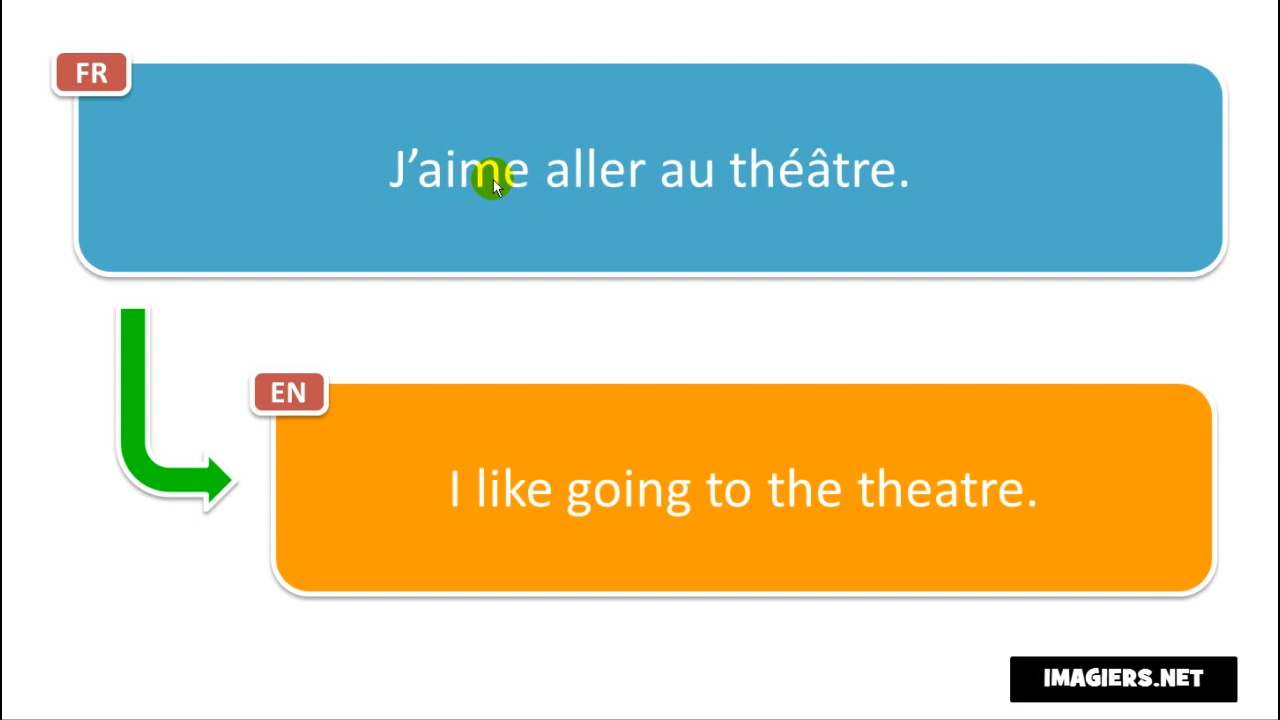 FR
J’aime aller au théâtre.
EN
I like going to the theatre.
IMAGIERS.NET